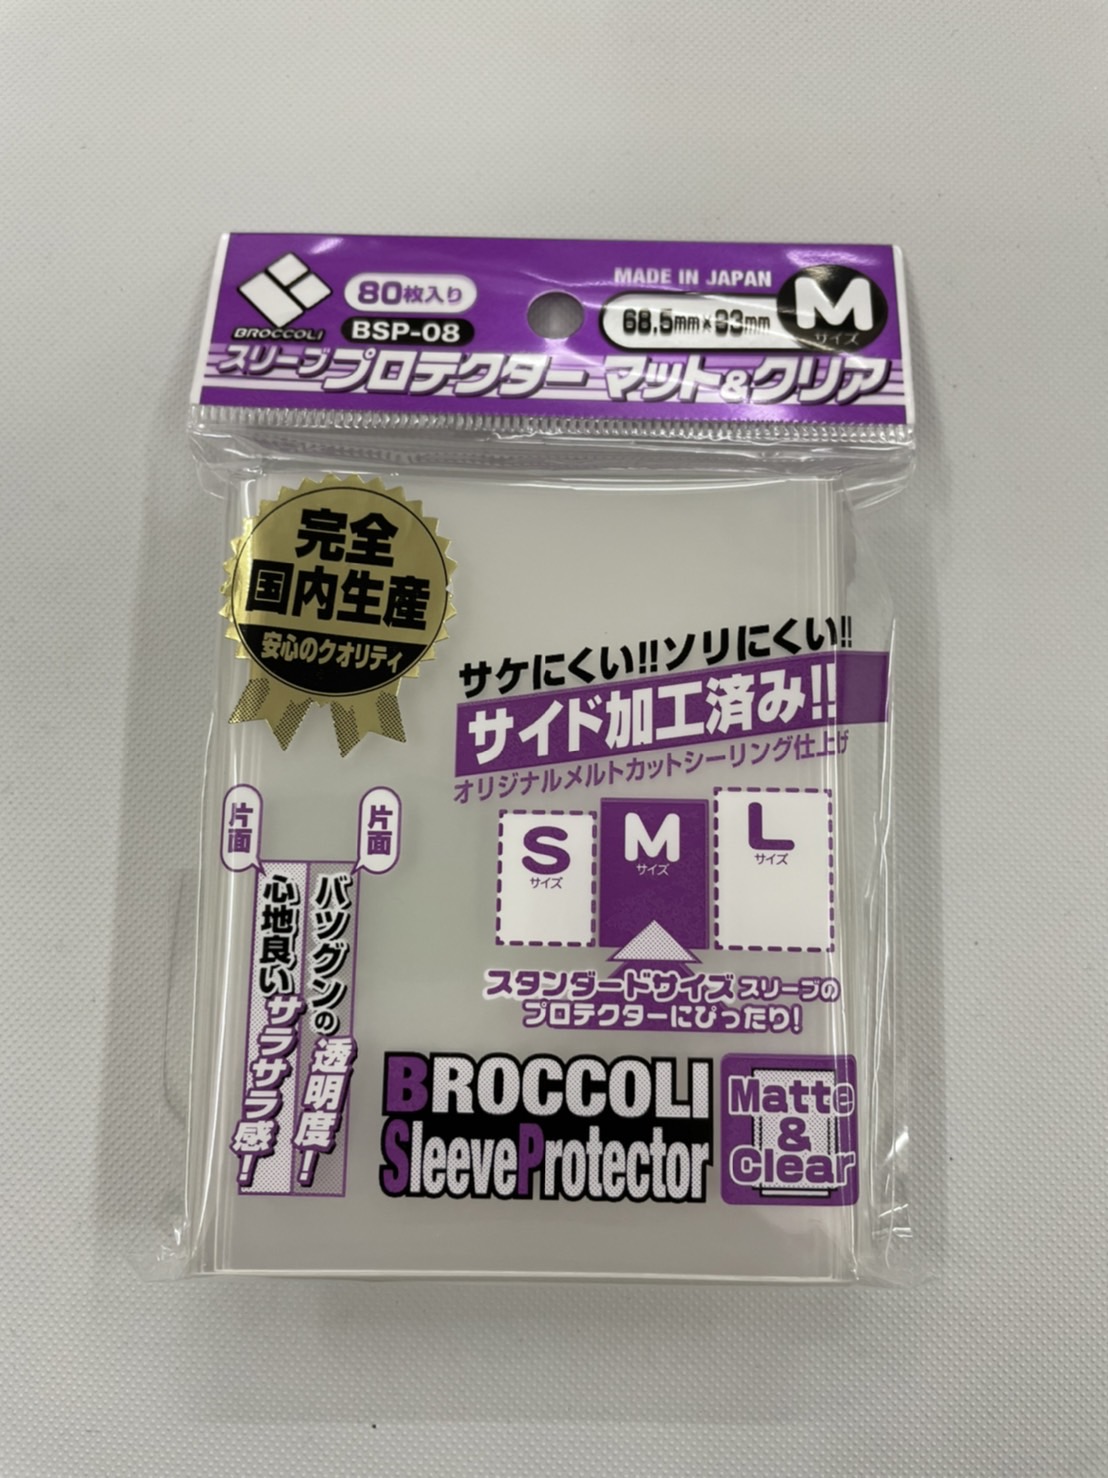 BROCCOLI
80枚入り
BSP-08
MADE IN JAPAN
68.5mm×93mm
M
サイズ
スリーブプロテクター マット&クリア
完全
国内生産
安心のクオリティ
サケにくい!!ソリにくい!!
サイド加工済み!!
オリジナルメルトカットシーリング仕上げ
S
サイズ
M
サイズ
L
サイズ
スタンダードサイズ スリーブの
プロテクターにぴったり!
片面
バツグンの透明度!
片面
心地良いサラサラ感!
BROCCOLI
SleeveProtector
Matte
&
Clear